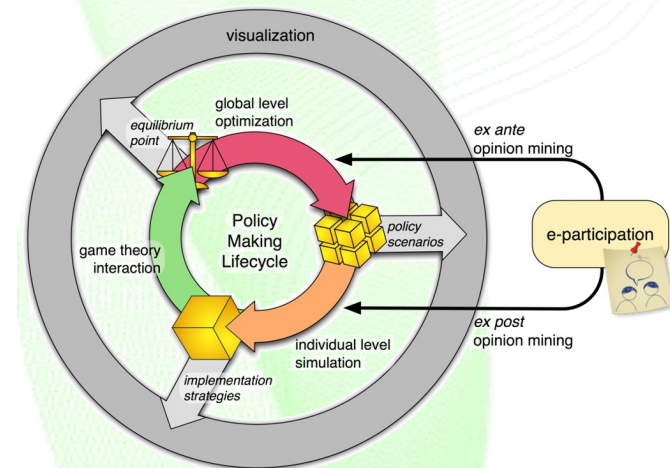 visualization
global level
optimization
equilibrium
point
ex ante
opinion mining
Policy
Making
Lifecycle
policy
scenarios
e-participation
game theory
interaction
ex post
opinion mining
individual level
simulation
implementation
strategies